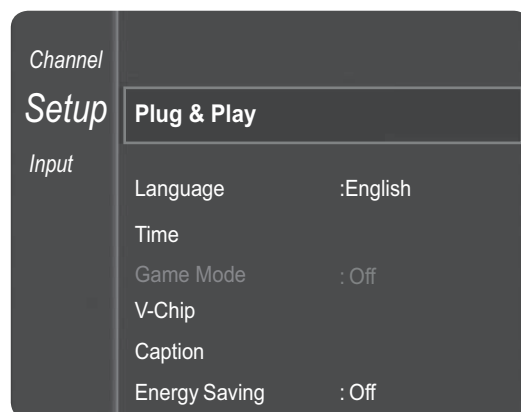 Channel
Setup
Input
Plug & Play
Language :English
Time
Game Mode : Off
V-Chip
Caption
Energy Saving : Off